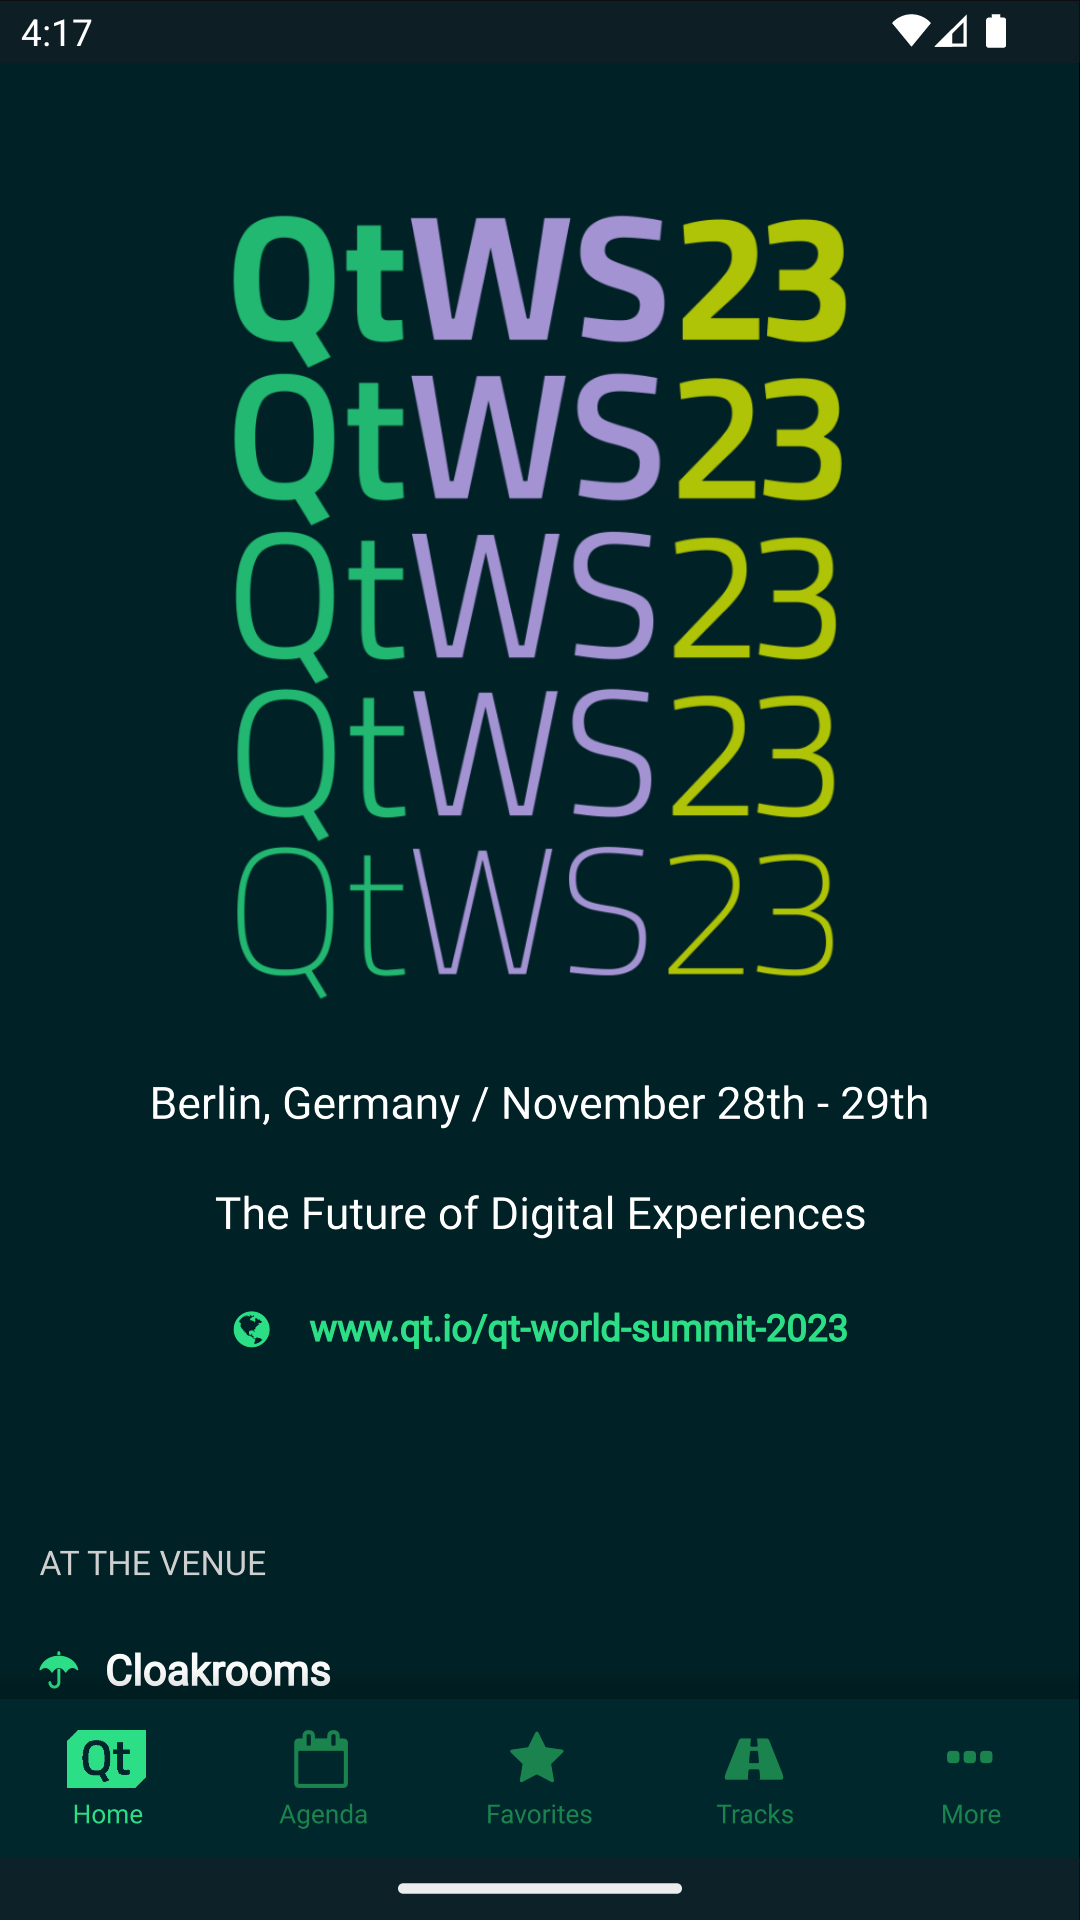 4:17
QtWS23
QtWS23
QtWS23
QtWS23
QtWS23
Berlin, Germany / November 28th - 29th
The Future of Digital Experiences
www.qt.io/qt-world-summit-2023
AT THE VENUE
Cloakrooms
Qt
Home
Agenda
Favorites
Tracks
More